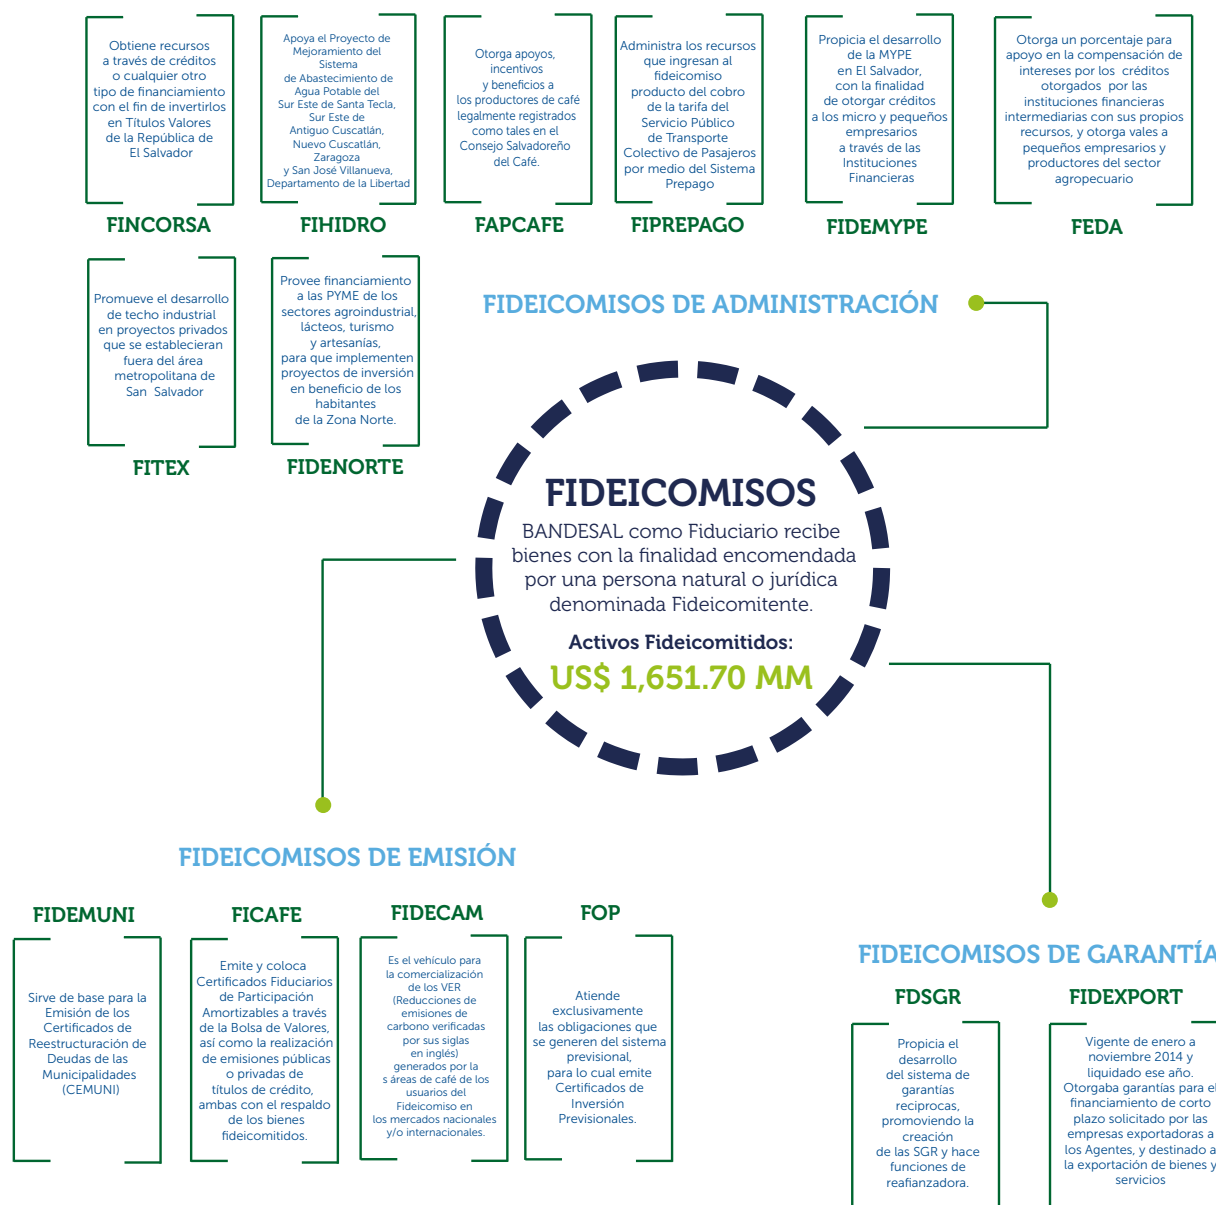 Obtiene recursos
a través de créditos
o cualquier otro
tipo de financiamiento
con el fin de invertirlos
en Títulos Valores
de la República de
El Salvador
FINCORSA
Apoya el Proyecto de
Mejoramiento del
Sistema
de Abastecimiento de
Agua Potable del
Sur Este de Santa Tecla,
Sur Este de
Antiguo Cuscatlán,
Nuevo Cuscatlán,
Zaragoza
y San José Villanueva,
Departamento de la Libertad
FIHIDRO
Otorga apoyos,
incentivos
y beneficios a
los productores de café
legalmente registrados
como tales en el
Consejo Salvadoreño
del Café.
FAPCAFE
Administra los recursos
que ingresan al
fideicomiso
producto del cobro
de la tarifa del
Servicio Público
de Transporte
Colectivo de Pasajeros
por medio del Sistema
Prepago
FIPREPAGO
Propicia el desarrollo
de la MYPE
en El Salvador,
con la finalidad
de otorgar créditos
a los micro y pequeños
empresarios
a través de las
Instituciones
Financieras
FIDEMYPE
Otorga un porcentaje para
apoyo en la compensación de
intereses por los créditos
otorgados por las
instituciones financieras
intermediarias con sus propios
recursos, y otorga vales a
pequeños empresarios y
productores del sector
agropecuario
FEDA
Promueve el desarrollo
de techo industrial
en proyectos privados
que se establecieran
fuera del área
metropolitana de
San Salvador
FITEX
Provee financiamiento
a las PYME de los
sectores agroindustrial,
lácteos, turismo
y artesanías,
para que implementen
proyectos de inversión
en beneficio de los
habitantes
de la Zona Norte.
FIDENORTE
FIDEICOMISOS DE ADMINISTRACIÓN
FIDEICOMISOS
BANDESAL como Fiduciario recibe
bienes con la finalidad encomendada
por una persona natural o jurídica
denominada Fideicomitente.
Activos Fideicomitidos:
US$ 1,651.70 MM
FIDEICOMISOS DE EMISIÓN
FIDEMUNI
Sirve de base para la
Emisión de los
Certificados de
Reestructuración de
Deudas de las
Municipalidades
(CEMUNI)
FICAFE
Emite y coloca
Certificados Fiduciarios
de Participación
Amortizables a través
de la Bolsa de Valores,
así como la realización
de emisiones públicas
o privadas de
títulos de crédito,
ambas con el respaldo
de los bienes
fideicomitidos.
FIDECAM
Es el vehículo para
la comercialización
de los VER
(Reducciones de
emisiones de
carbono verificadas
por sus siglas
en inglés)
generados por la
s áreas de café de los
usuarios del
Fideicomiso en
los mercados nacionales
y/o internacionales.
FOP
Atiende
exclusivamente
las obligaciones que
se generen del sistema
previsional,
para lo cual emite
Certificados de
Inversión
Previsionales.
FIDEICOMISOS DE GARANTÍA
FDSGR
Propicia el
desarrollo
del sistema de
garantías
reciprocas,
promoviendo la
creación
de las SGR y hace
funciones de
reafianzadora.
FIDEXPORT
Vigente de enero a
noviembre 2014 y
liquidado ese año.
Otorgaba garantías para el
financiamiento de corto
plazo solicitado por las
empresas exportadoras a
los Agentes, y destinado a
la exportación de bienes y
servicios